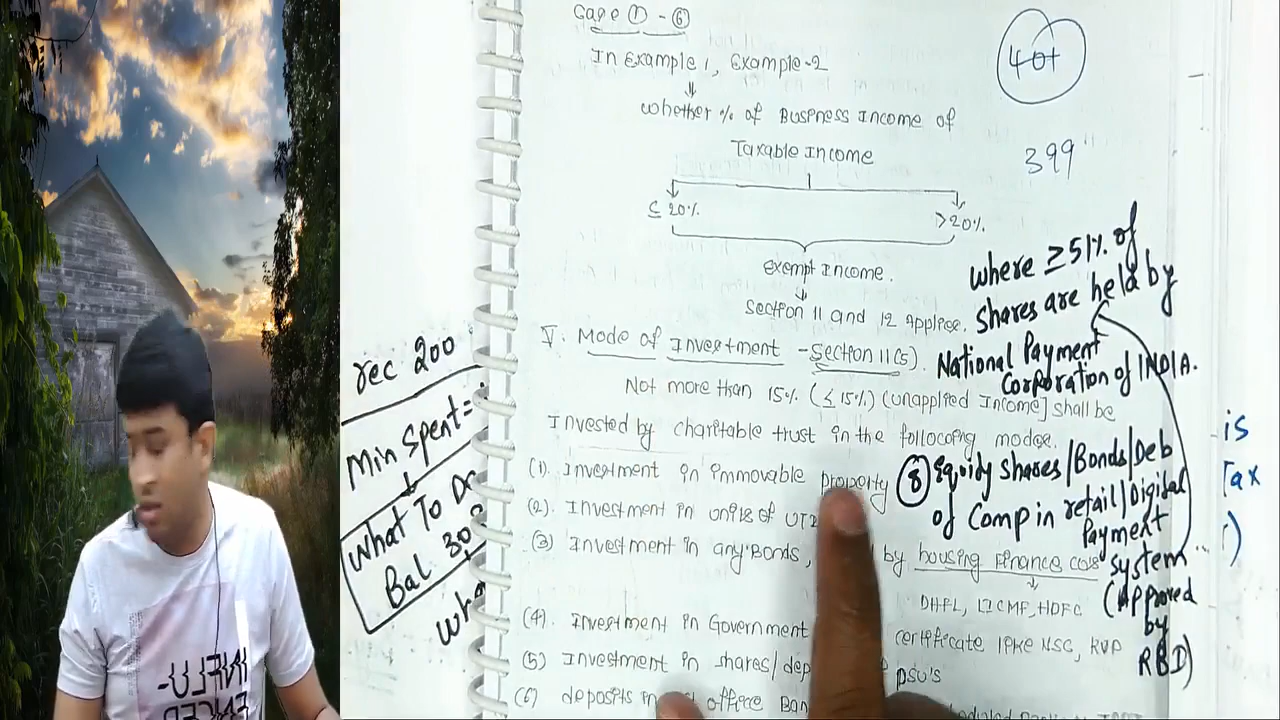 Case ① - ⑥
In Example 1, Example-2
⇓
Whether % of Business Income of
Taxable Income
≤ 20%.
>20%.
exempt Income.
⇓
Section 11 and 12 applies.
V. Mode of Investment - Section 11(5).
Not more than 15% (≤ 15%) (unapplied Income] shall be
Invested by charitable trust in the following modes.
(1). Investment in immovable property
(2). Investment in units of UTI
(3) Investment in any Bonds, by housing finance cos
DHFL, LICMF, HDFC
(4). Investment in Government certificate like NSC, KVP
(5) Investment in shares/ PSU's
(6) deposits in office Ban
401
399
where ≥51% of
shares are held by
National Payment
Corporation of INDIA.
⑧ Equity shares/Bonds/Deb
of Comp in retail/Digital
Payment
system
(Approved
by
RBI)
rec 200
Min spent=
What To Do
Bal 30
is
Tax